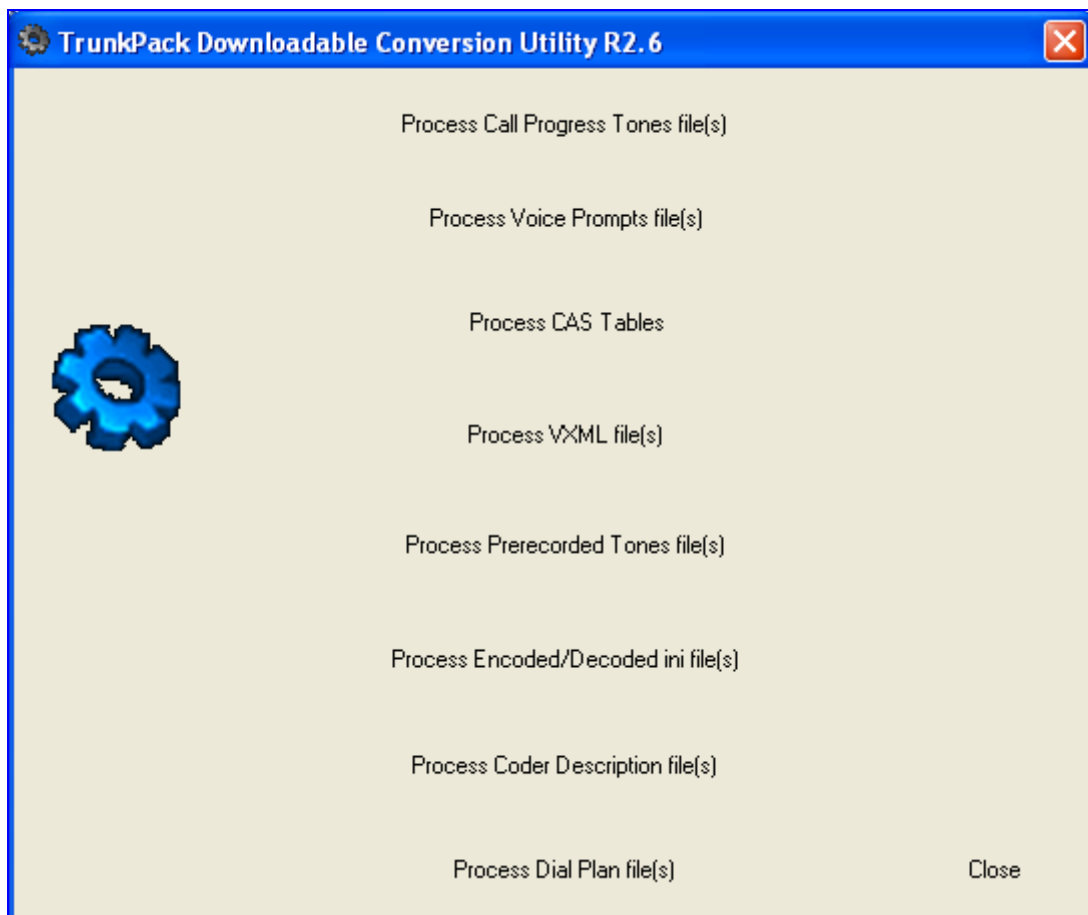 TrunkPack Downloadable Conversion Utility R2.6
Process Call Progress Tones file(s)
Process Voice Prompts file(s)
Process CAS Tables
Process VXML file(s)
Process Prerecorded Tones file(s)
Process Encoded/Decoded ini file(s)
Process Coder Description file(s)
Process Dial Plan file(s)
Close